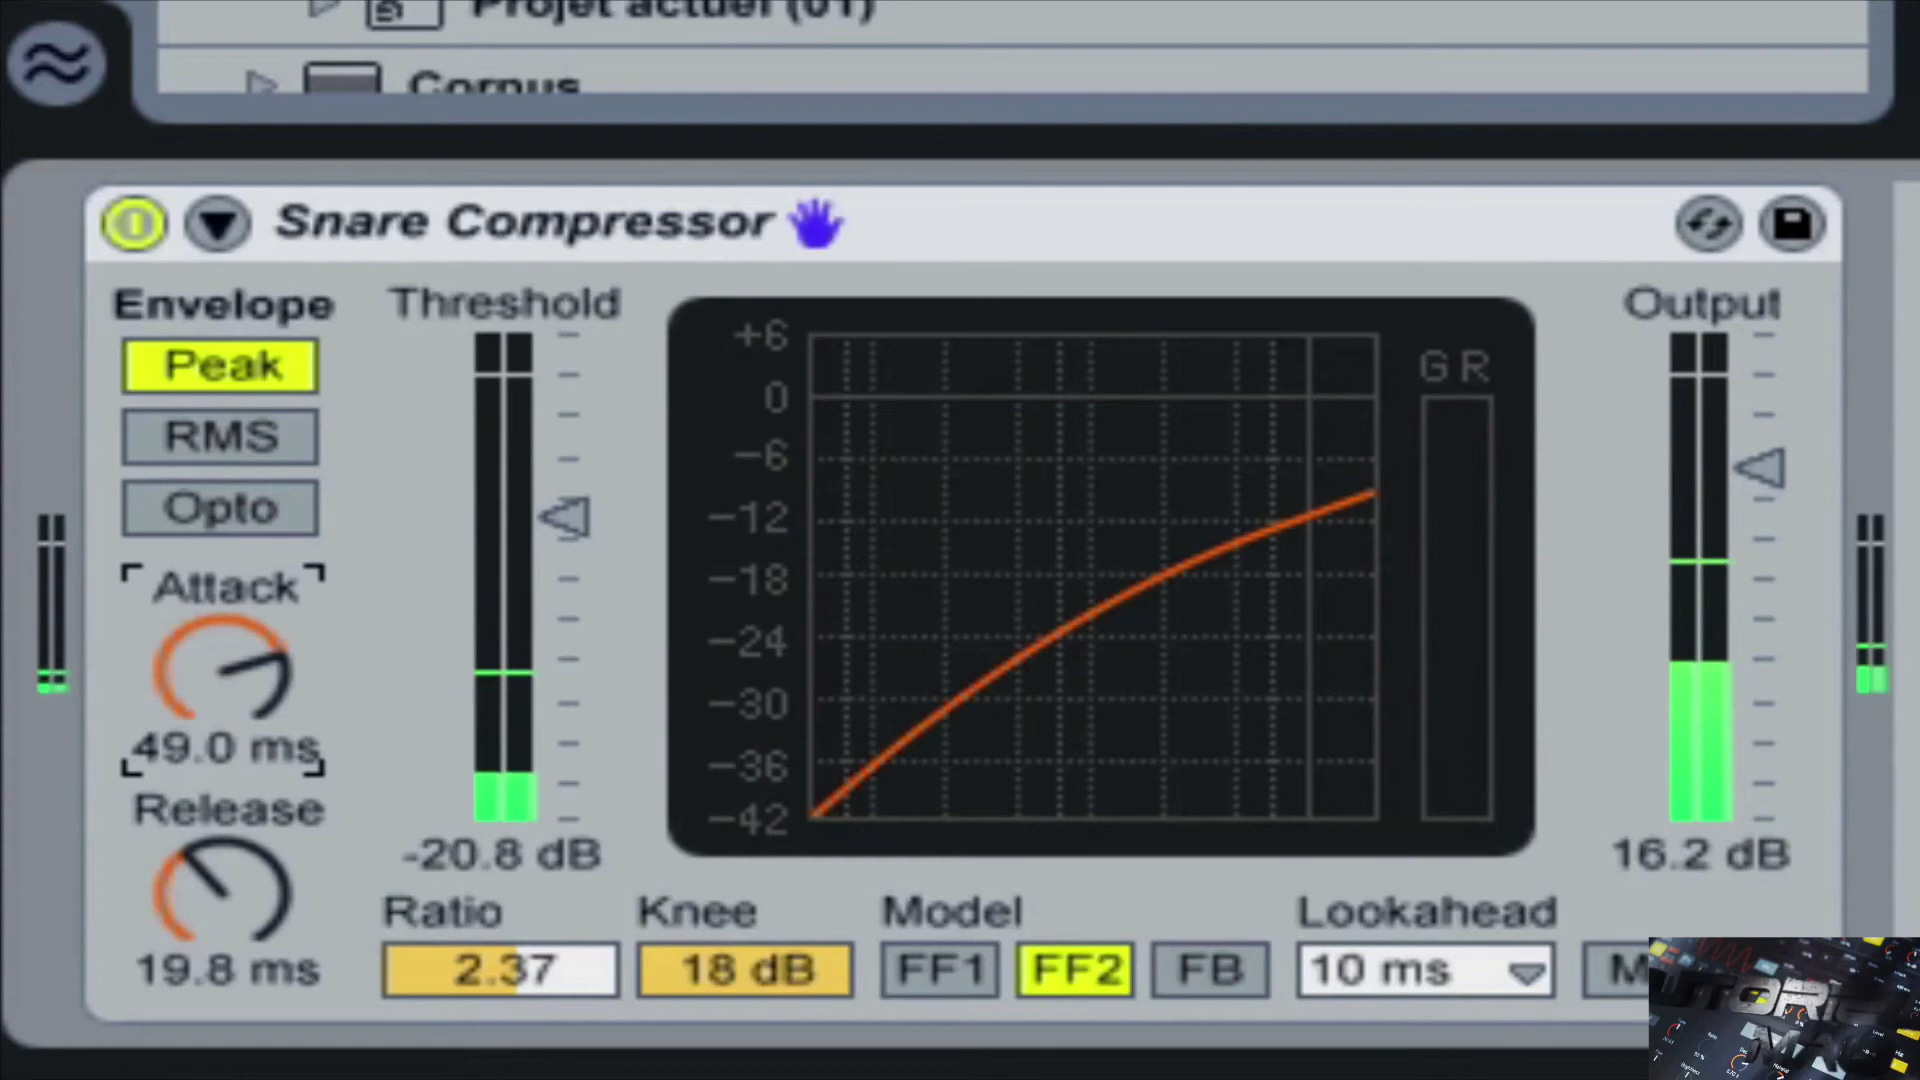 Projet actuel (01)
Corpus
Snare Compressor
Envelope
Peak
RMS
Opto
Attack
49.0 ms
Release
19.8 ms
Threshold
-20.8 dB
+6
0
-6
-12
-18
-24
-30
-36
-42
GR
Output
16.2 dB
Ratio
2.37
Knee
18 dB
Model
FF1 FF2 FB
Lookahead
10 ms